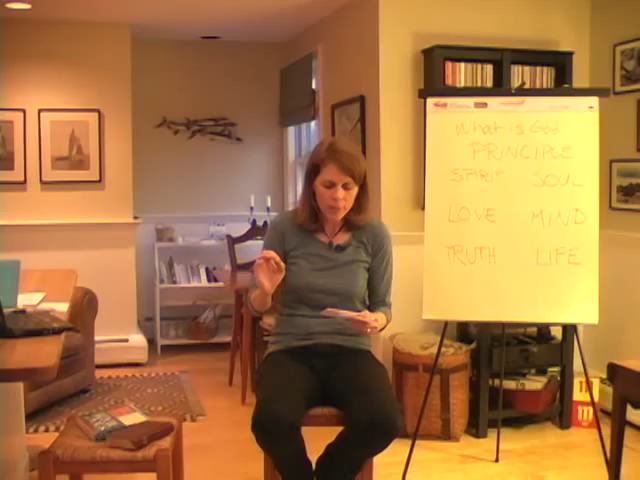 What is God
PRINCIPLE
SPIRIT SOUL
LOVE MIND
TRUTH LIFE